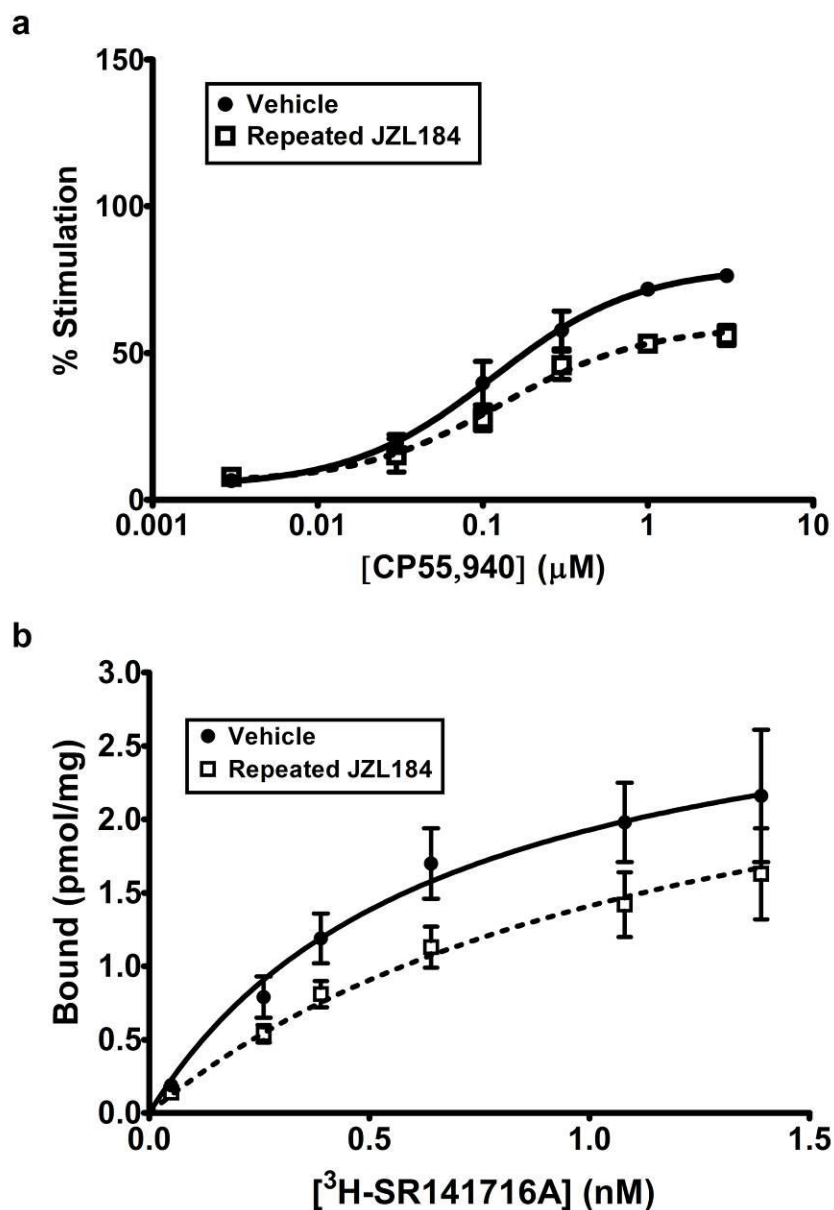 a
150
100
50
0
% Stimulation
Vehicle
Repeated JZL184
0.001 0.01 0.1 1 10
[CP55,940] (μM)
b
3.0
2.5
2.0
1.5
1.0
0.5
0.0
Bound (pmol/mg)
Vehicle
Repeated JZL184
0.0 0.5 1.0 1.5
[³H-SR141716A] (nM)